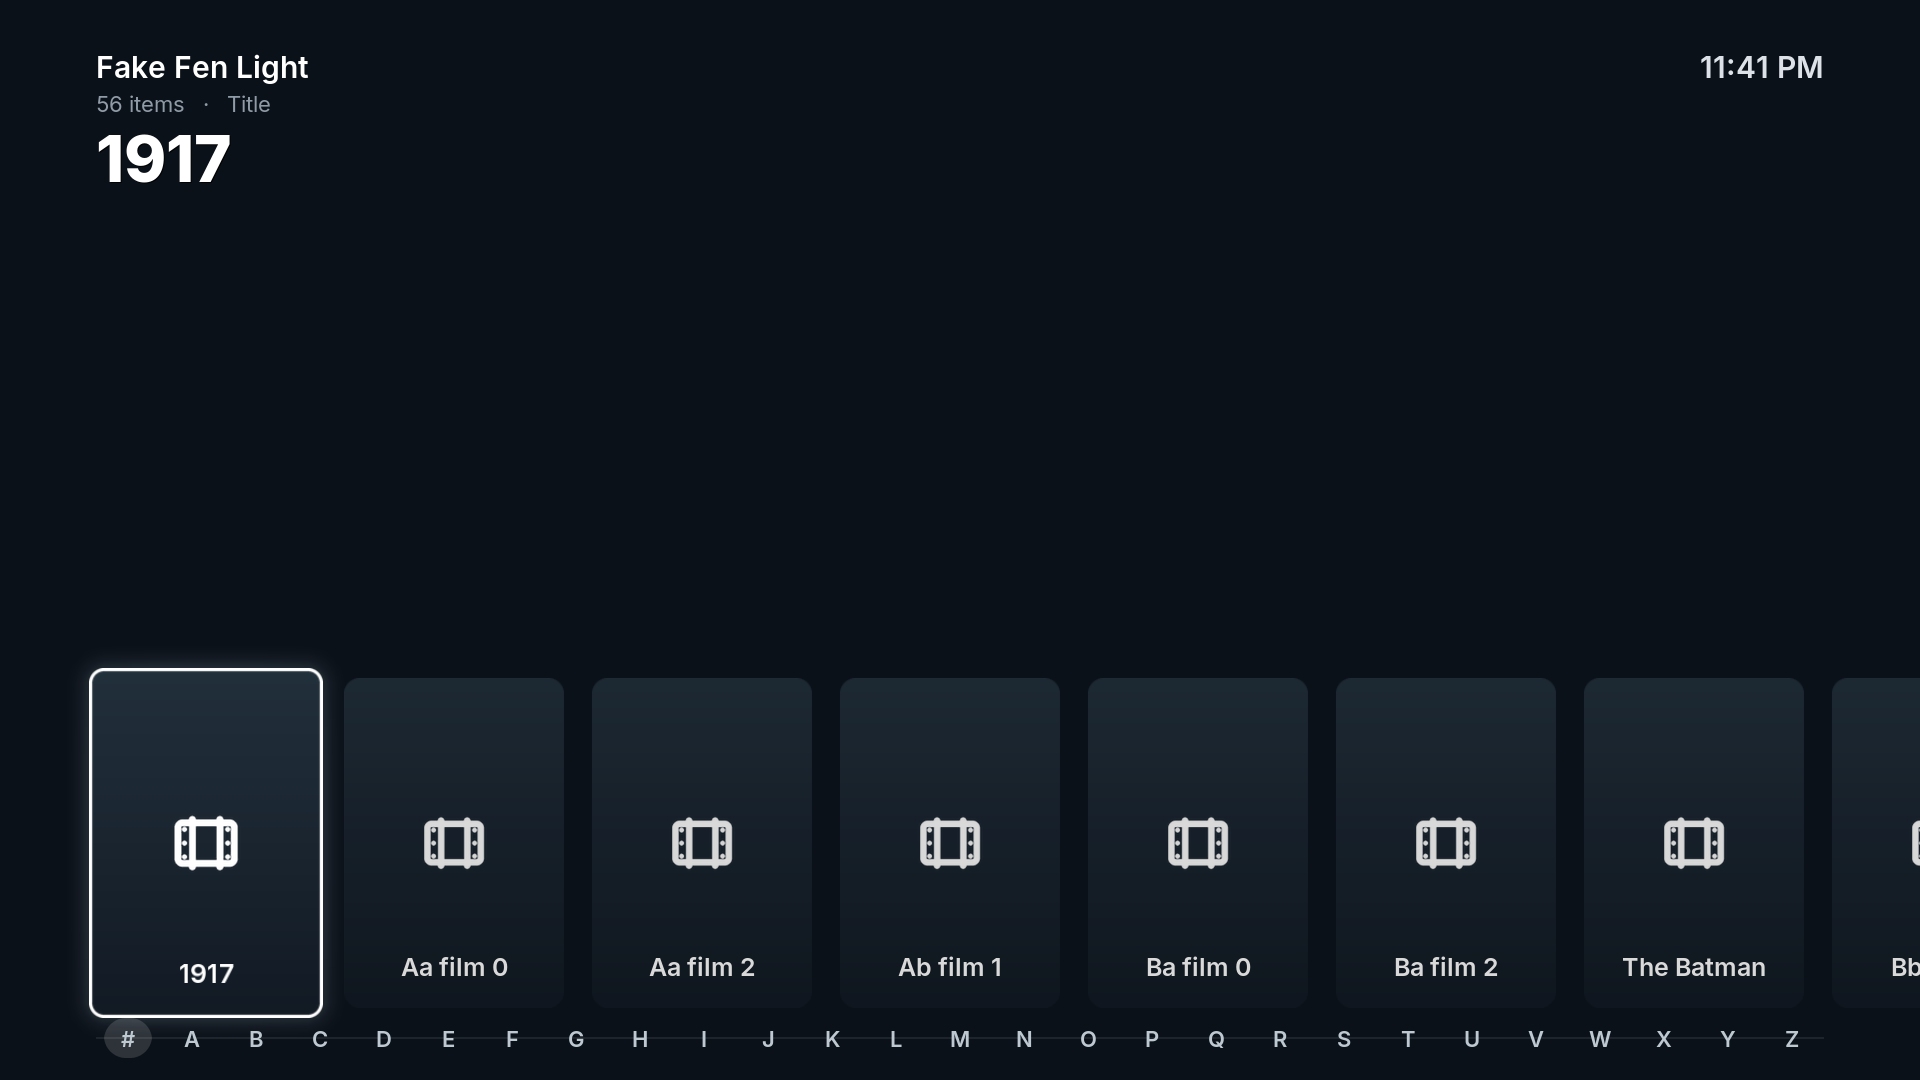 Fake Fen Light
11:41 PM
56 items · Title
1917
1917
Aa film 0
Aa film 2
Ab film 1
Ba film 0
Ba film 2
The Batman
Bb
# A B C D E F G H I J K L M N O P Q R S T U V W X Y Z